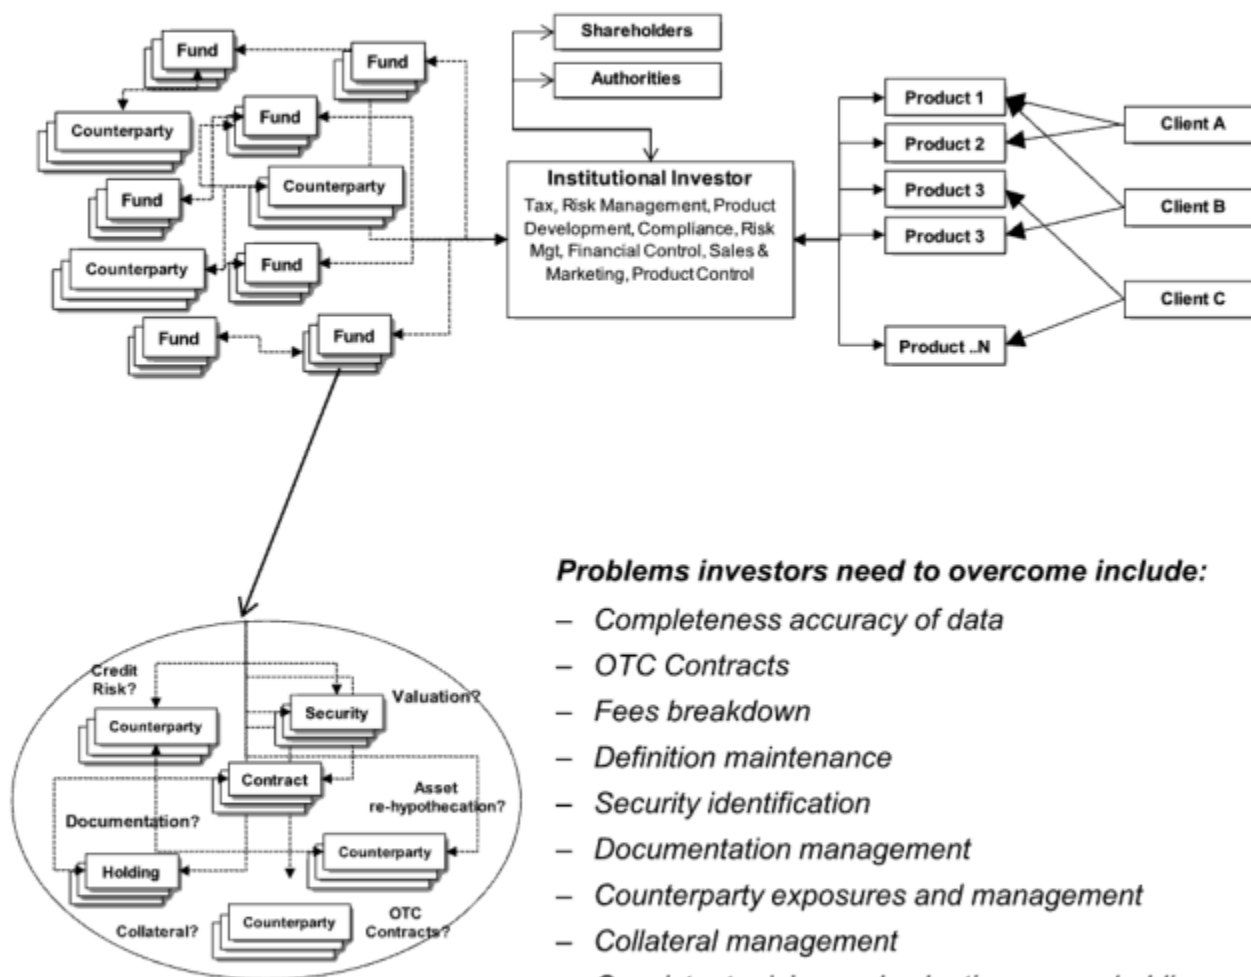 Fund
Fund
Counterparty
Fund
Counterparty
Fund
Counterparty
Fund
Fund
Fund
Shareholders
Authorities
Institutional Investor
Tax, Risk Management, Product
Development, Compliance, Risk
Mgt, Financial Control, Sales &
Marketing, Product Control
Product 1
Product 2
Product 3
Product 3
Product ..N
Client A
Client B
Client C
Credit
Risk?
Counterparty
Security
Valuation?
Contract
Asset
re-hypothecation?
Documentation?
Holding
Counterparty
Collateral?
Counterparty
OTC
Contracts?
Problems investors need to overcome include:
– Completeness accuracy of data
– OTC Contracts
– Fees breakdown
– Definition maintenance
– Security identification
– Documentation management
– Counterparty exposures and management
– Collateral management